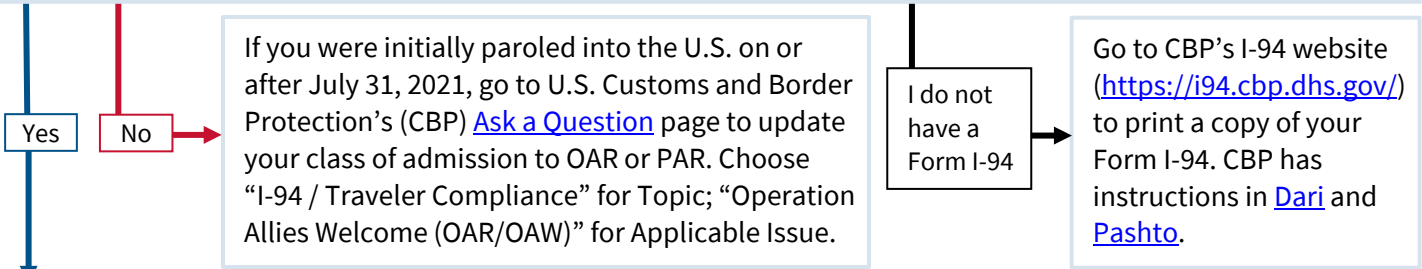 Yes
No
If you were initially paroled into the U.S. on or
after July 31, 2021, go to U.S. Customs and Border
Protection’s (CBP) Ask a Question page to update
your class of admission to OAR or PAR. Choose
“I-94 / Traveler Compliance” for Topic; “Operation
Allies Welcome (OAR/OAW)” for Applicable Issue.
I do not
have a
Form I-94
Go to CBP’s I-94 website
(https://i94.cbp.dhs.gov/)
to print a copy of your
Form I-94. CBP has
instructions in Dari and
Pashto.